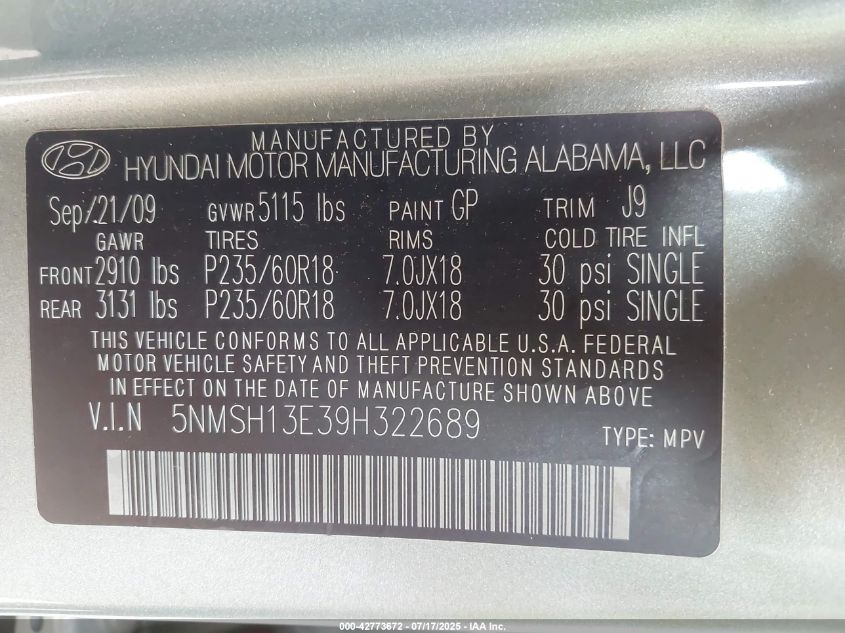 MANUFACTURED BY
HYUNDAI MOTOR MANUFACTURING ALABAMA, LLC
Sep/21/09 GVWR 5115 lbs PAINT GP TRIM J9
GAWR TIRES RIMS COLD TIRE INFL
FRONT 2910 lbs P235/60R18 7.0JX18 30 psi SINGLE
REAR 3131 lbs P235/60R18 7.0JX18 30 psi SINGLE
THIS VEHICLE CONFORMS TO ALL APPLICABLE U.S.A. FEDERAL
MOTOR VEHICLE SAFETY AND THEFT PREVENTION STANDARDS
IN EFFECT ON THE DATE OF MANUFACTURE SHOWN ABOVE
V.I.N 5NMSH13E39H322689 TYPE: MPV
000-42773672 - 07/17/2025 - IAA Inc.